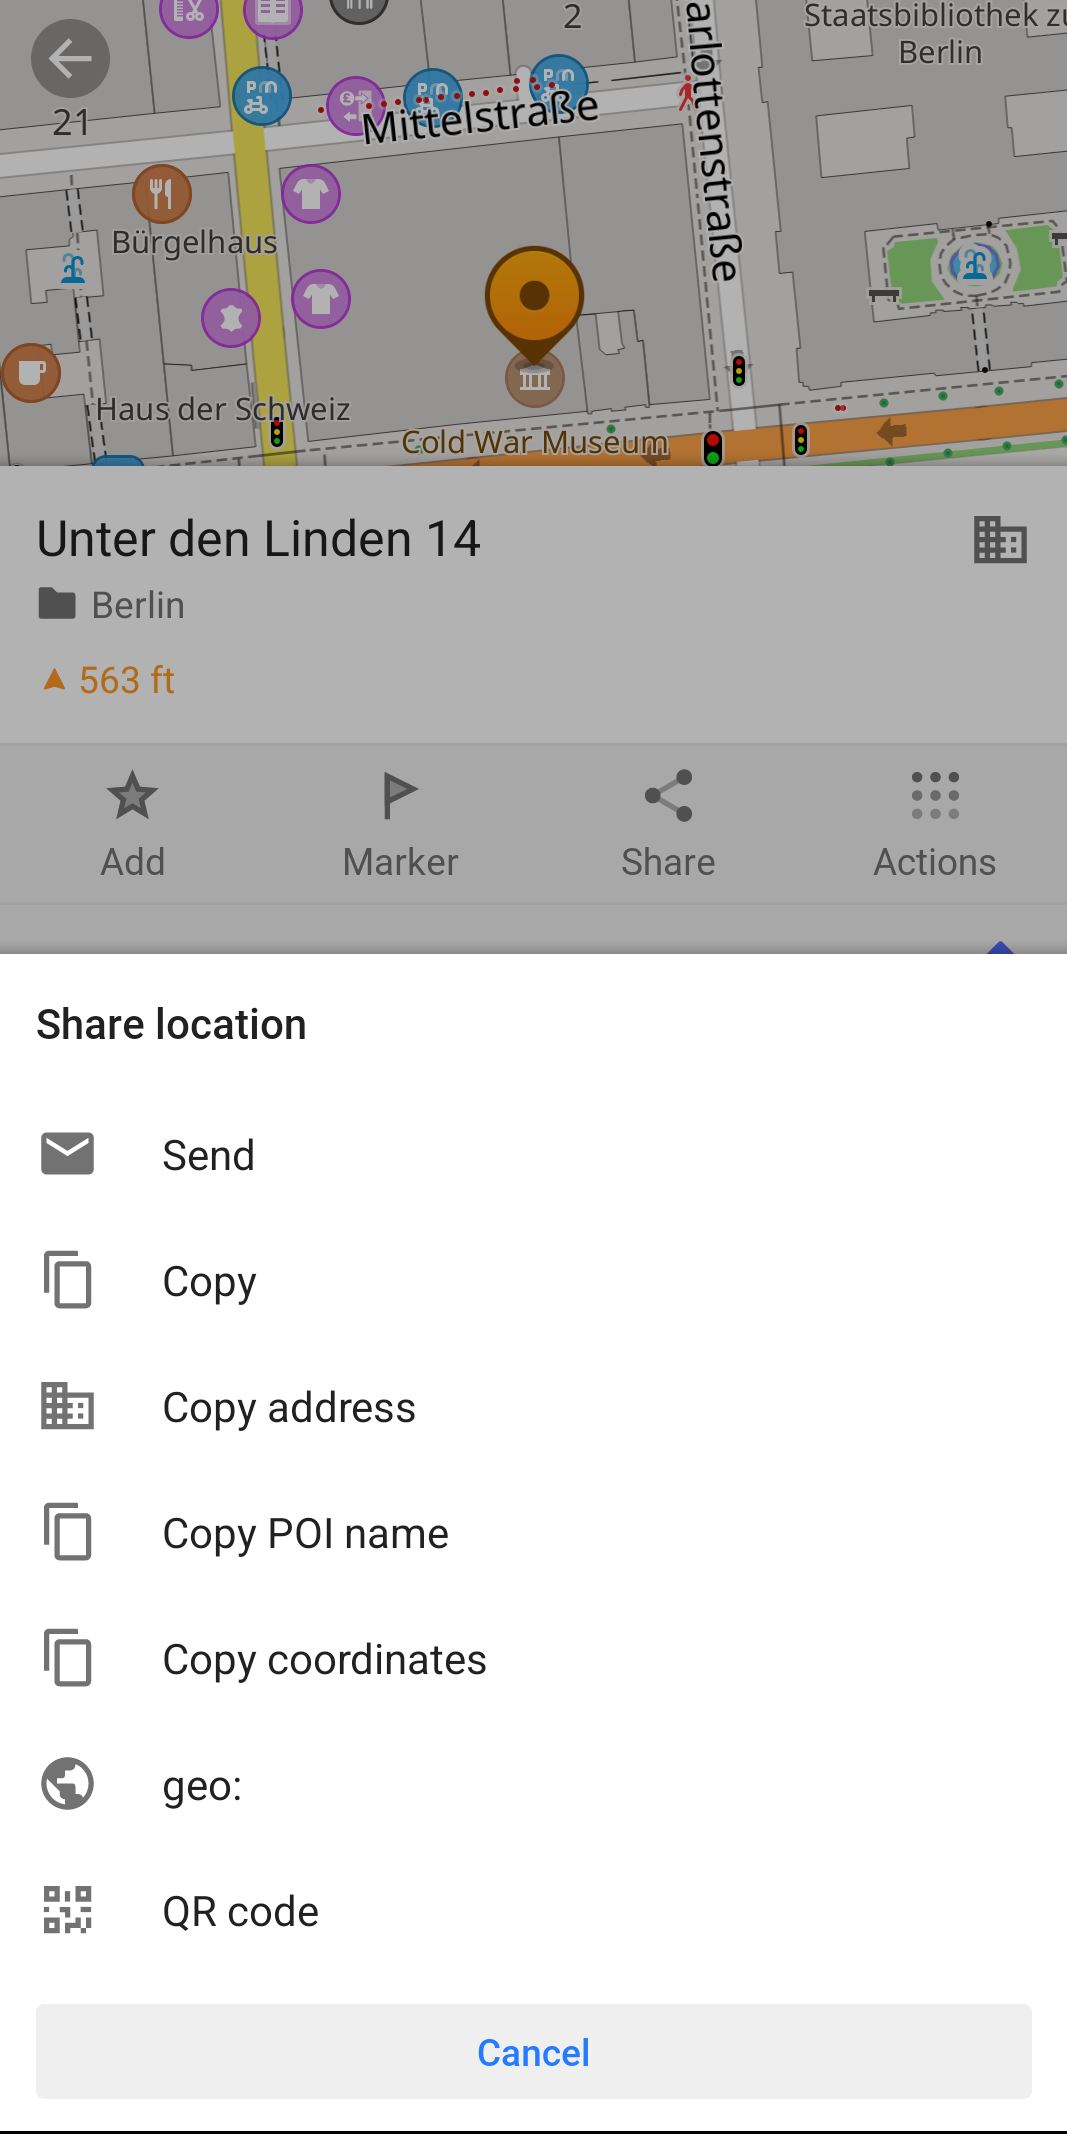 2
Staatsbibliothek zu
Berlin
21
Mittelstraße
arlottenstraße
Bürgelhaus
Haus der Schweiz
Cold War Museum
Unter den Linden 14
Berlin
563 ft
Add
Marker
Share
Actions
Share location
Send
Copy
Copy address
Copy POI name
Copy coordinates
geo:
QR code
Cancel